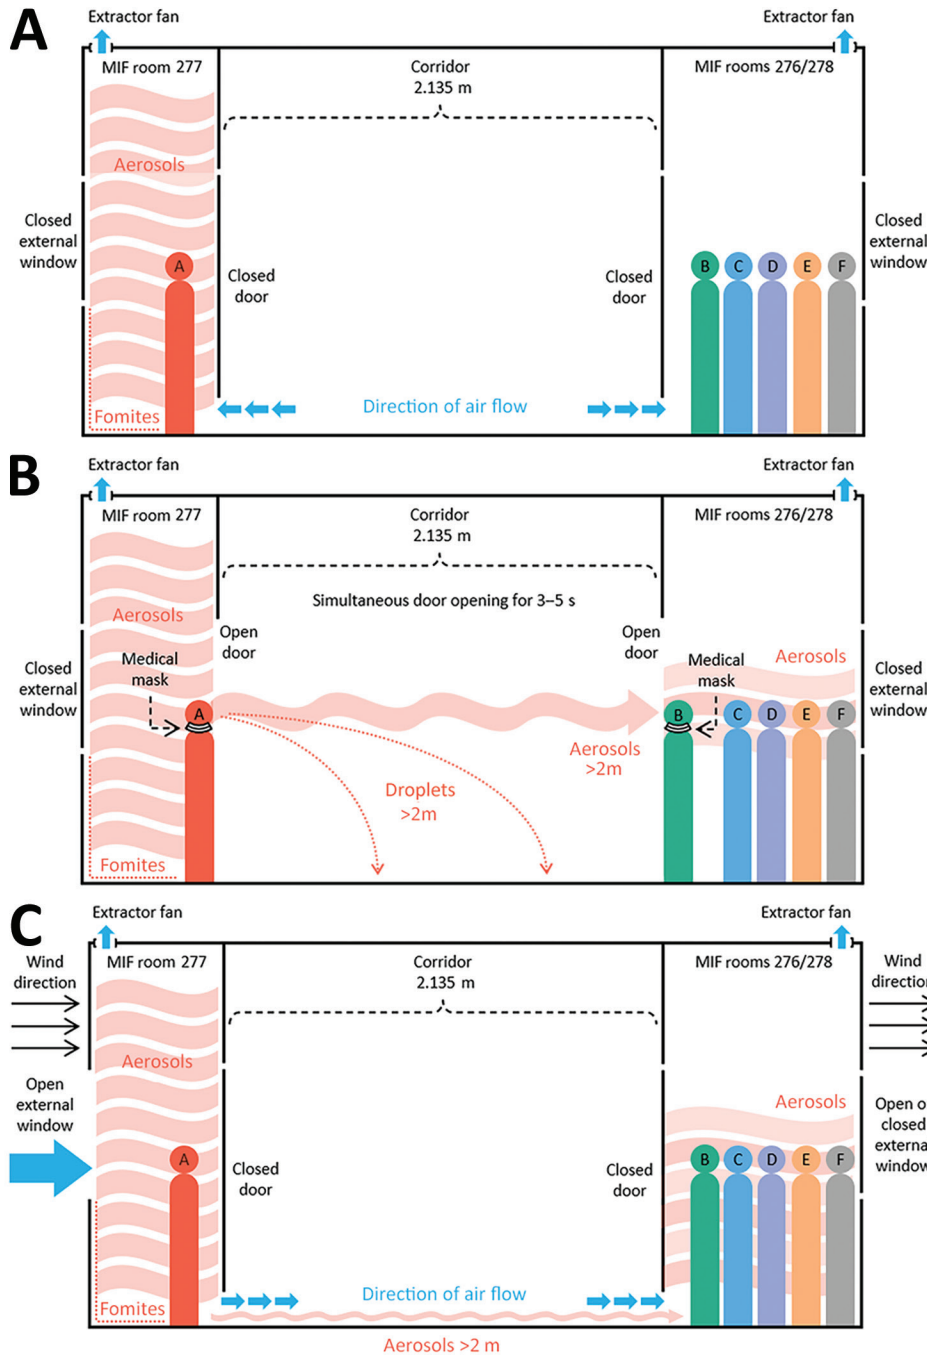 A
Extractor fan
Extractor fan
MIF room 277
Corridor
2.135 m
MIF rooms 276/278
Aerosols
Closed
external
window
Closed
door
Closed
door
Closed
external
window
A
B
C
D
E
F
Fomites
Direction of air flow
B
Extractor fan
Extractor fan
MIF room 277
Corridor
2.135 m
MIF rooms 276/278
Simultaneous door opening for 3–5 s
Aerosols
Open
door
Open
door
Closed
external
window
Medical
mask
Medical
mask
Aerosols
Closed
external
window
A
B
C
D
E
F
Aerosols
>2m
Droplets
>2m
Fomites
C
Extractor fan
Extractor fan
Wind
direction
MIF room 277
Corridor
2.135 m
MIF rooms 276/278
Wind
direction
Aerosols
Open
external
window
Aerosols
Open o
closed
external
window
A
Closed
door
Closed
door
B
C
D
E
F
Fomites
Direction of air flow
Aerosols >2 m